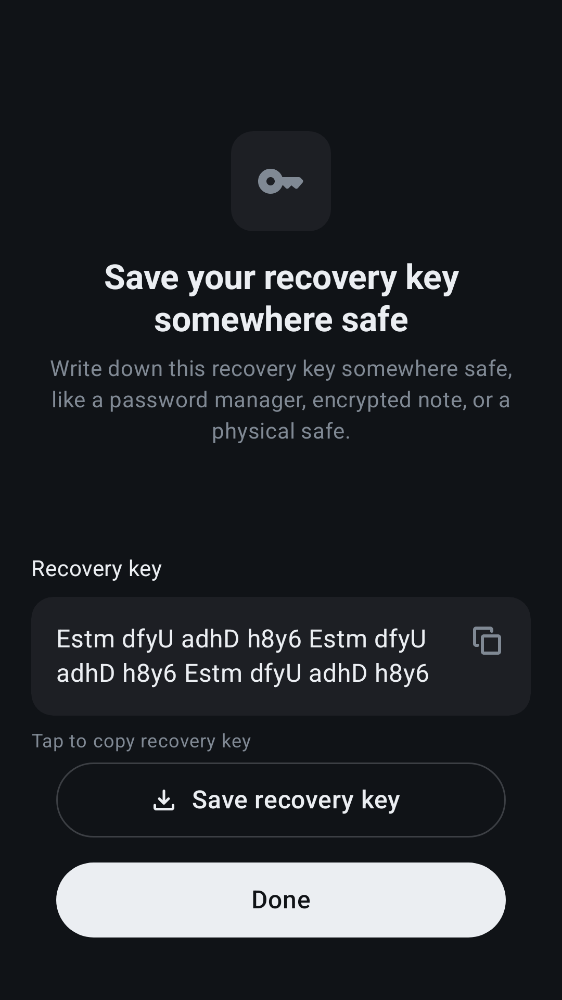 Save your recovery key
somewhere safe
Write down this recovery key somewhere safe,
like a password manager, encrypted note, or a
physical safe.
Recovery key
Estm dfyU adhD h8y6 Estm dfyU
adhD h8y6 Estm dfyU adhD h8y6
Tap to copy recovery key
Save recovery key
Done